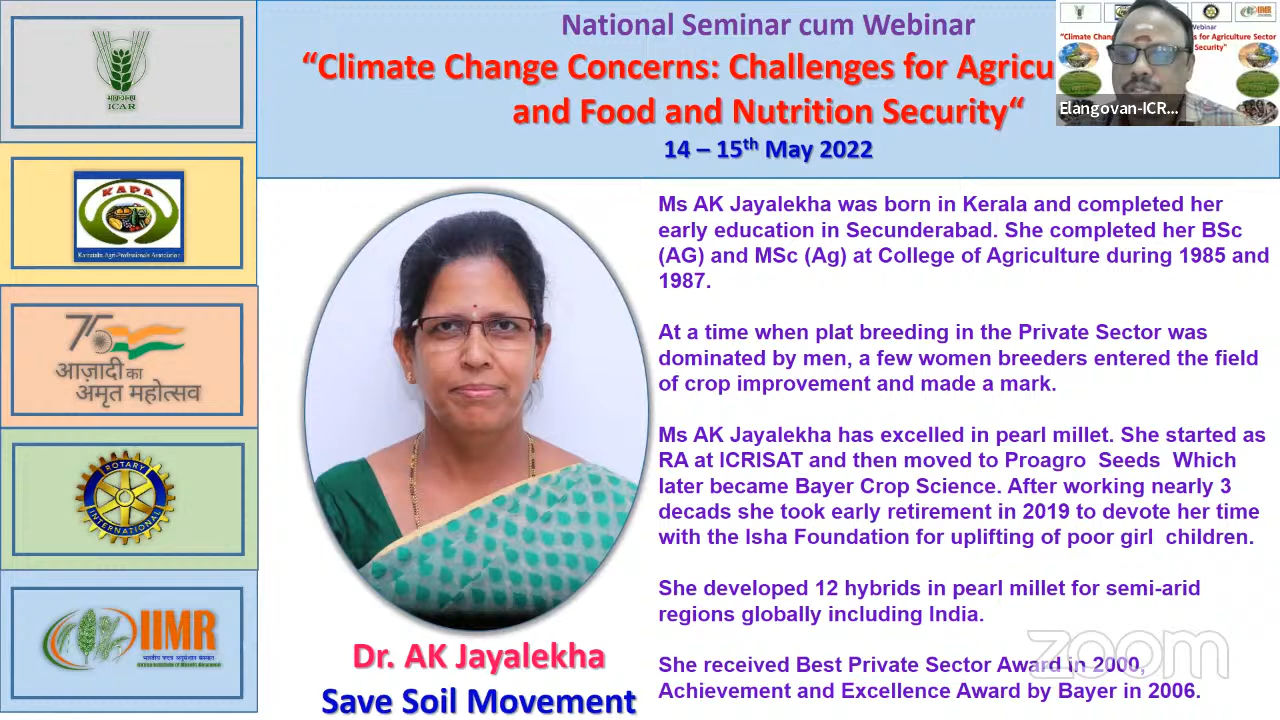 National Seminar cum Webinar
“Climate Change Concerns: Challenges for Agricu
and Food and Nutrition Security“
14 – 15th May 2022
Elangovan-ICR...
भाकृअनुप
ICAR
KAPA
Karnataka Agri-Professionals Association
75
आज़ादी का
अमृत महोत्सव
ROTARY
INTERNATIONAL
IIMR
Ms AK Jayalekha was born in Kerala and completed her
early education in Secunderabad. She completed her BSc
(AG) and MSc (Ag) at College of Agriculture during 1985 and
1987.
At a time when plat breeding in the Private Sector was
dominated by men, a few women breeders entered the field
of crop improvement and made a mark.
Ms AK Jayalekha has excelled in pearl millet. She started as
RA at ICRISAT and then moved to Proagro Seeds Which
later became Bayer Crop Science. After working nearly 3
decads she took early retirement in 2019 to devote her time
with the Isha Foundation for uplifting of poor girl children.
She developed 12 hybrids in pearl millet for semi-arid
regions globally including India.
She received Best Private Sector Award in 2000,
Achievement and Excellence Award by Bayer in 2006.
Dr. AK Jayalekha
Save Soil Movement
zoom